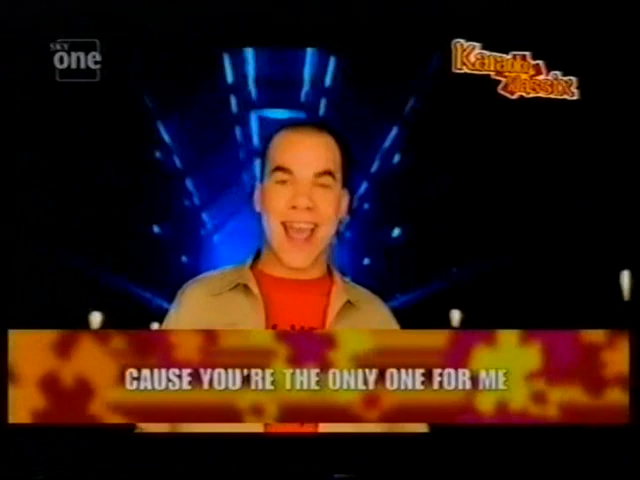 SKY
one
Karaoke
Klassix
CAUSE YOU'RE THE ONLY ONE FOR ME